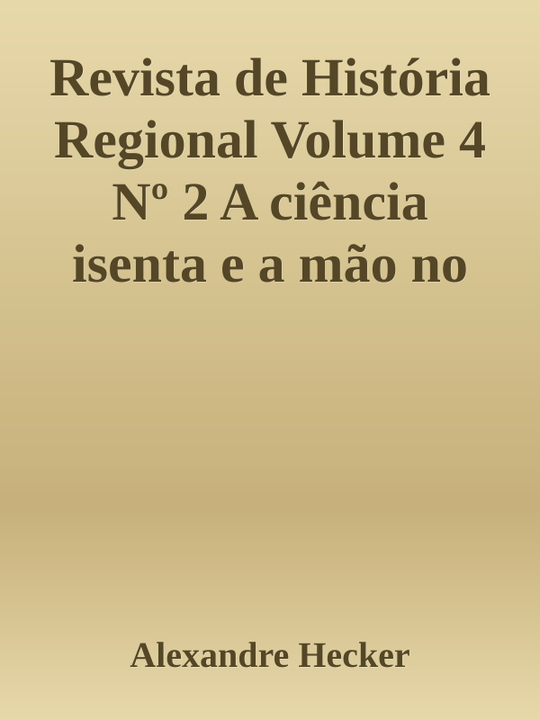 Revista de História
Regional Volume 4
Nº 2 A ciência
isenta e a mão no
Alexandre Hecker